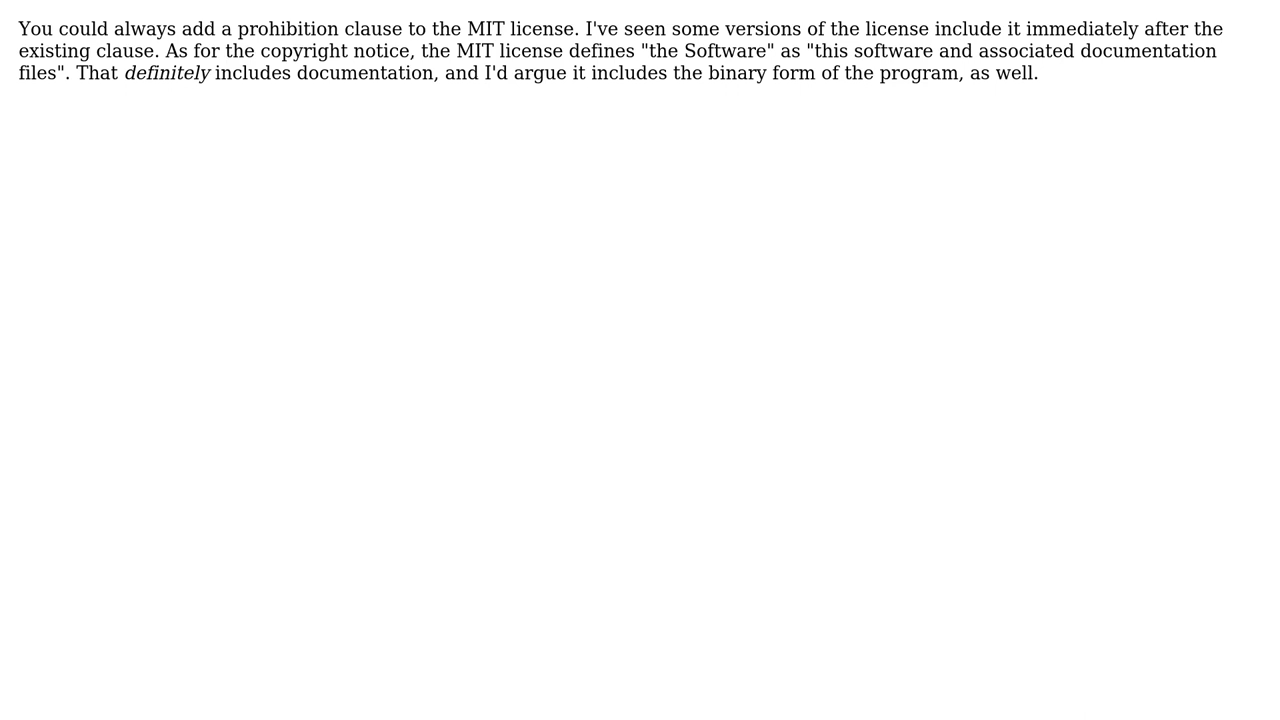 You could always add a prohibition clause to the MIT license. I've seen some versions of the license include it immediately after the
existing clause. As for the copyright notice, the MIT license defines "the Software" as "this software and associated documentation
files". That definitely includes documentation, and I'd argue it includes the binary form of the program, as well.